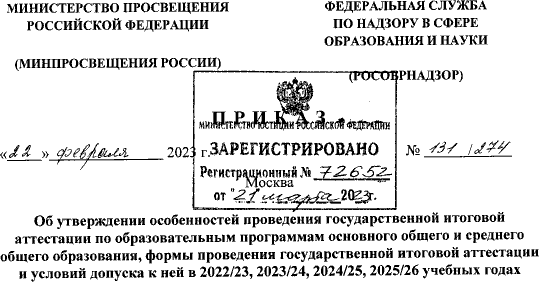 МИНИСТЕРСТВО ПРОСВЕЩЕНИЯ
РОССИЙСКОЙ ФЕДЕРАЦИИ
(МИНПРОСВЕЩЕНИЯ РОССИИ)
ФЕДЕРАЛЬНАЯ СЛУЖБА
ПО НАДЗОРУ В СФЕРЕ
ОБРАЗОВАНИЯ И НАУКИ
(РОСОБРНАДЗОР)
П Р И К А З
МИНИСТЕРСТВО ЮСТИЦИИ РОССИЙСКОЙ ФЕДЕРАЦИИ
ЗАРЕГИСТРИРОВАНО
Регистрационный № 72652
от "21" марта 2023г.
«22» февраля 2023 г.
Москва
№ 131/274
Об утверждении особенностей проведения государственной итоговой
аттестации по образовательным программам основного общего и среднего
общего образования, формы проведения государственной итоговой аттестации
и условий допуска к ней в 2022/23, 2023/24, 2024/25, 2025/26 учебных годах